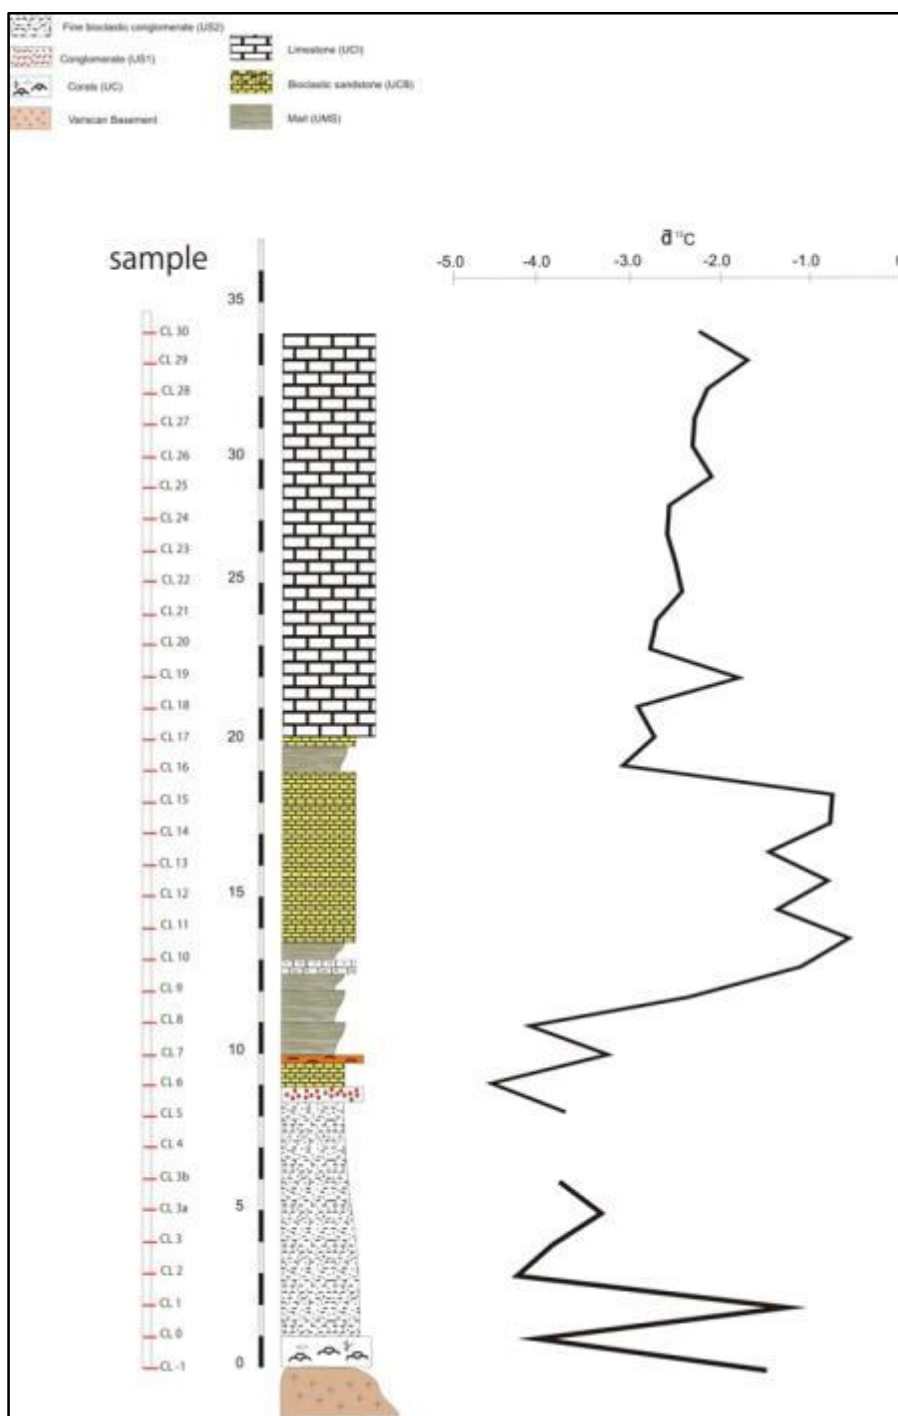 Fine bioclastic conglomerate (US2)
Conglomerate (US1)
Corals (UC)
Variscan Basement
Limestone (UCI)
Bioclastic sandstone (UCB)
Marl (UMS)
sample
35
30
25
20
15
10
5
0
CL 30
CL 29
CL 28
CL 27
CL 26
CL 25
CL 24
CL 23
CL 22
CL 21
CL 20
CL 19
CL 18
CL 17
CL 16
CL 15
CL 14
CL 13
CL 12
CL 11
CL 10
CL 9
CL 8
CL 7
CL 6
CL 5
CL 4
CL 3b
CL 3a
CL 3
CL 2
CL 1
CL 0
CL -1
∂ ¹³C
-5.0 -4.0 -3.0 -2.0 -1.0 0